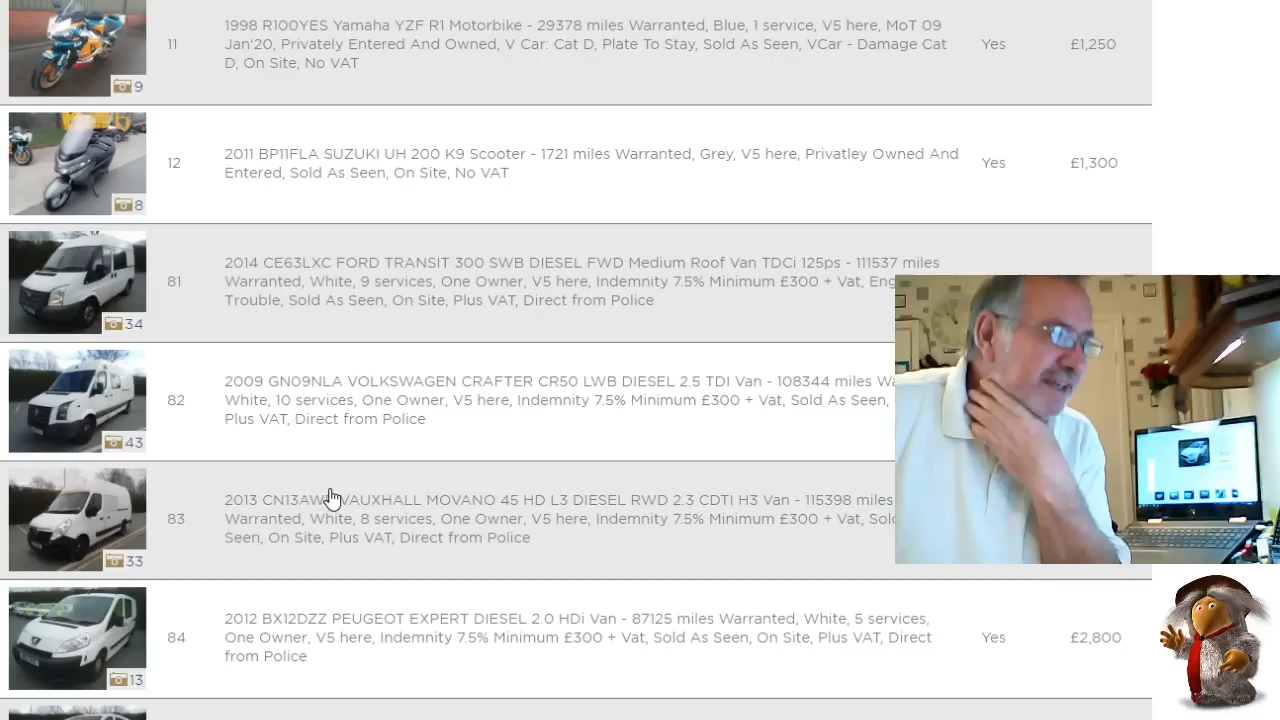 11
1998 R100YES Yamaha YZF R1 Motorbike - 29378 miles Warranted, Blue, 1 service, V5 here, MoT 09
Jan'20, Privately Entered And Owned, V Car: Cat D, Plate To Stay, Sold As Seen, VCar - Damage Cat
D, On Site, No VAT
Yes
£1,250
9
12
2011 BP11FLA SUZUKI UH 200 K9 Scooter - 1721 miles Warranted, Grey, V5 here, Privatley Owned And
Entered, Sold As Seen, On Site, No VAT
Yes
£1,300
8
81
2014 CE63LXC FORD TRANSIT 300 SWB DIESEL FWD Medium Roof Van TDCi 125ps - 111537 miles
Warranted, White, 9 services, One Owner, V5 here, Indemnity 7.5% Minimum £300 + Vat, Eng
Trouble, Sold As Seen, On Site, Plus VAT, Direct from Police
34
82
2009 GN09NLA VOLKSWAGEN CRAFTER CR50 LWB DIESEL 2.5 TDI Van - 108344 miles Wa
White, 10 services, One Owner, V5 here, Indemnity 7.5% Minimum £300 + Vat, Sold As Seen,
Plus VAT, Direct from Police
43
83
2013 VAUXHALL MOVANO 45 HD L3 DIESEL RWD 2.3 CDTI H3 Van - 115398 miles
Warranted, White, 8 services, One Owner, V5 here, Indemnity 7.5% Minimum £300 + Vat, Sold
Seen, On Site, Plus VAT, Direct from Police
33
84
2012 BX12DZZ PEUGEOT EXPERT DIESEL 2.0 HDi Van - 87125 miles Warranted, White, 5 services,
One Owner, V5 here, Indemnity 7.5% Minimum £300 + Vat, Sold As Seen, On Site, Plus VAT, Direct
from Police
Yes
£2,800
13